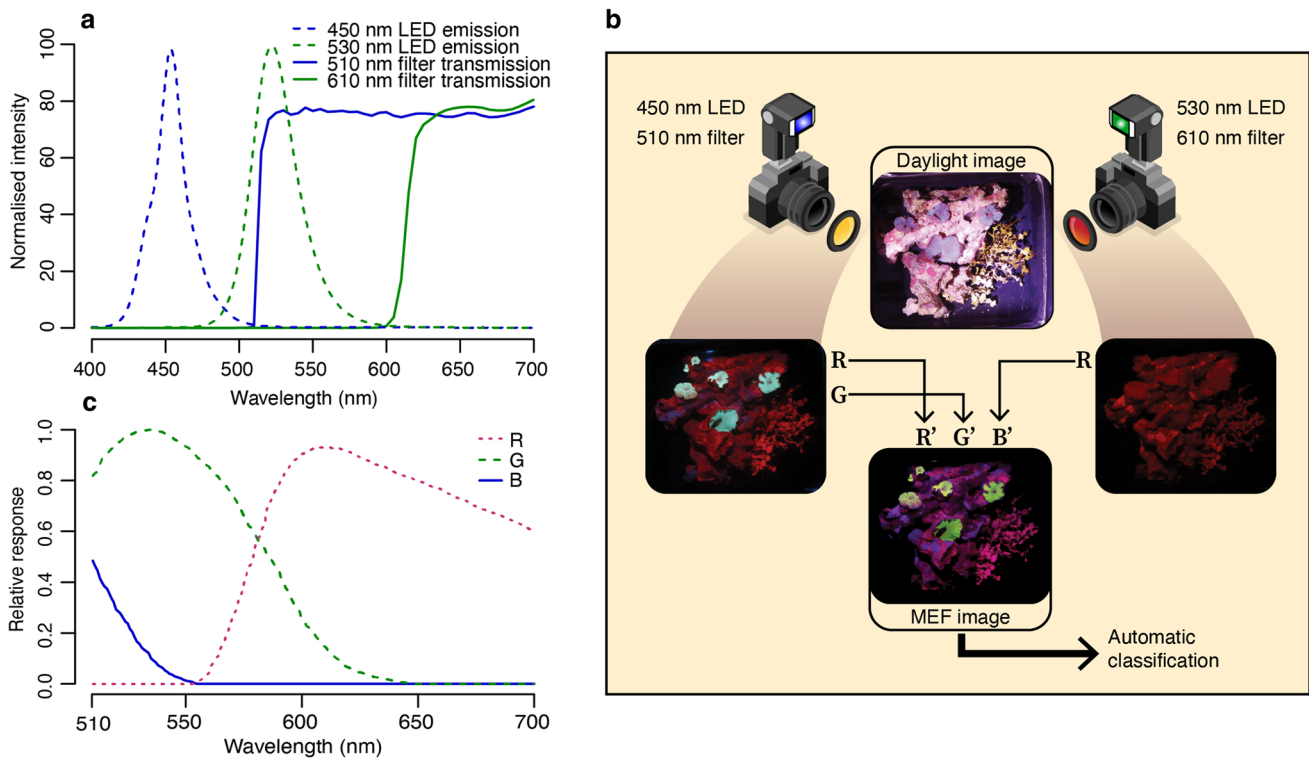 a
450 nm LED emission
530 nm LED emission
510 nm filter transmission
610 nm filter transmission
Normalised intensity
100
80
60
40
20
0
400 450 500 550 600 650 700
Wavelength (nm)
b
450 nm LED
510 nm filter
530 nm LED
610 nm filter
Daylight image
R
G
R
R’ G’ B’
MEF image
Automatic
classification
c
R
G
B
Relative response
1.0
0.8
0.6
0.4
0.2
0.0
510 550 600 650 700
Wavelength (nm)